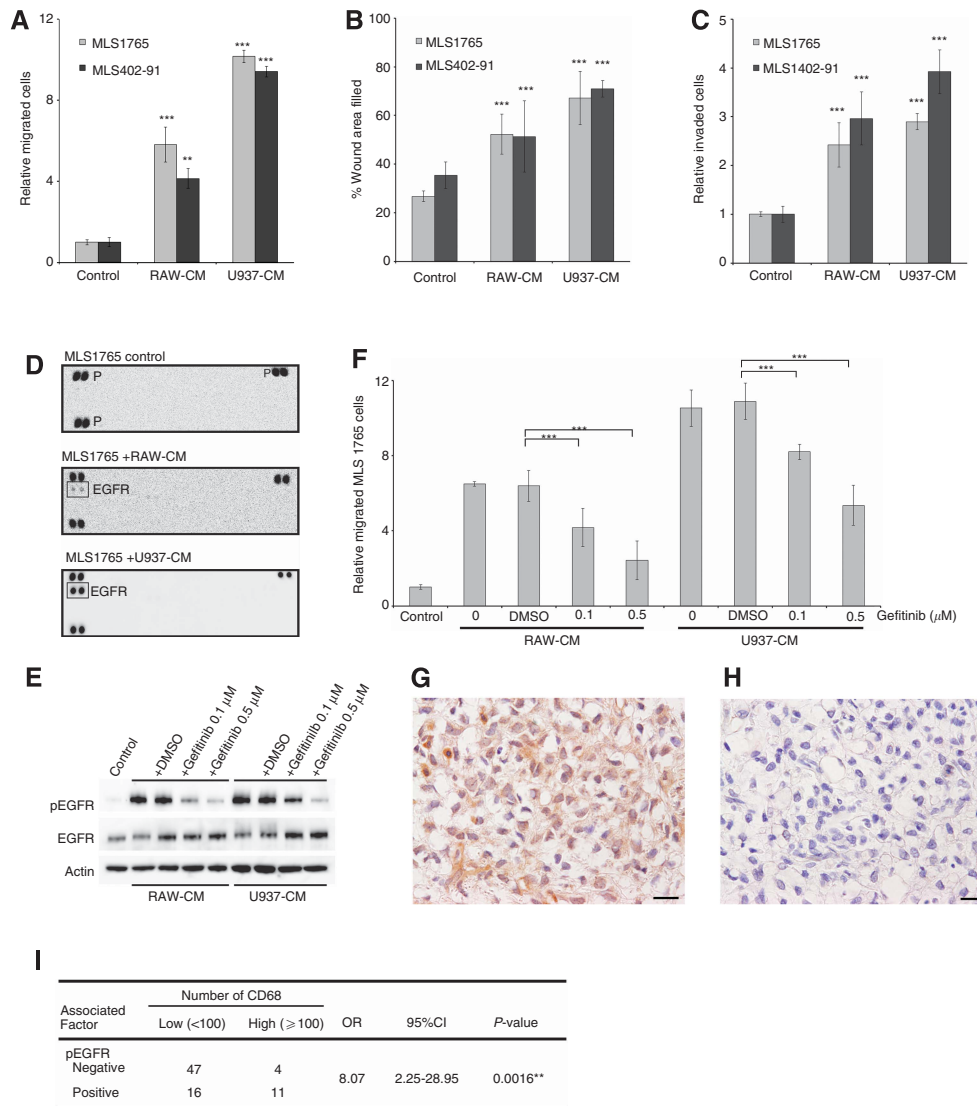 A
Relative migrated cells
12
8
4
0
MLS1765
MLS402-91
***
**
***
***
Control RAW-CM U937-CM
B
% Wound area filled
100
80
60
40
20
0
MLS1765
MLS402-91
***
***
*** ***
Control RAW-CM U937-CM
C
Relative invaded cells
5
4
3
2
1
0
MLS1765
MLS1402-91
***
***
***
***
Control RAW-CM U937-CM
D
MLS1765 control
P P
P
MLS1765 +RAW-CM
EGFR
MLS1765 +U937-CM
EGFR
F
Relative migrated MLS 1765 cells
12
8
4
0
***
***
***
***
Control 0 DMSO 0.1 0.5 0 DMSO 0.1 0.5 Gefitinib (μM)
RAW-CM U937-CM
E
Control +DMSO +Gefitinib 0.1 μM +Gefitinib 0.5 μM +DMSO +Gefitinilb 0.1 μM +Gefitinilb 0.5 μM
pEGFR
EGFR
Actin
RAW-CM U937-CM
G
H
I
Associated Factor
Number of CD68
Low (<100) High (⩾100) OR 95%CI P-value
pEGFR
Negative 47 4
8.07 2.25-28.95 0.0016**
Positive 16 11